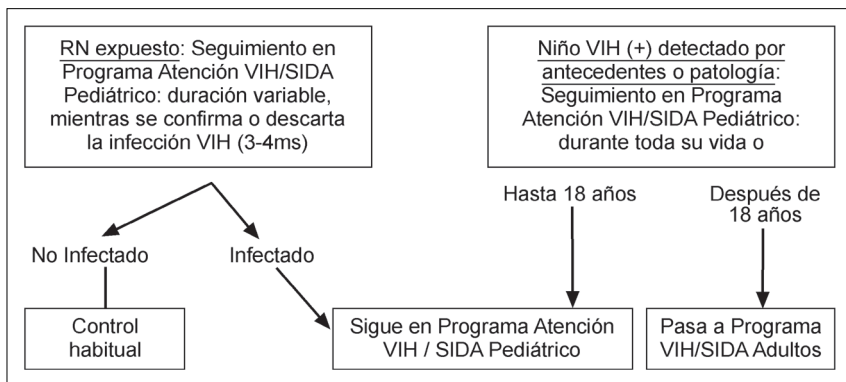 RN expuesto: Seguimiento en
Programa Atención VIH/SIDA
Pediátrico: duración variable,
mientras se confirma o descarta
la infección VIH (3-4ms)
Niño VIH (+) detectado por
antecedentes o patología:
Seguimiento en Programa
Atención VIH/SIDA Pediátrico:
durante toda su vida o
Hasta 18 años
Después de
18 años
No Infectado
Infectado
Control
habitual
Sigue en Programa Atención
VIH / SIDA Pediátrico
Pasa a Programa
VIH/SIDA Adultos